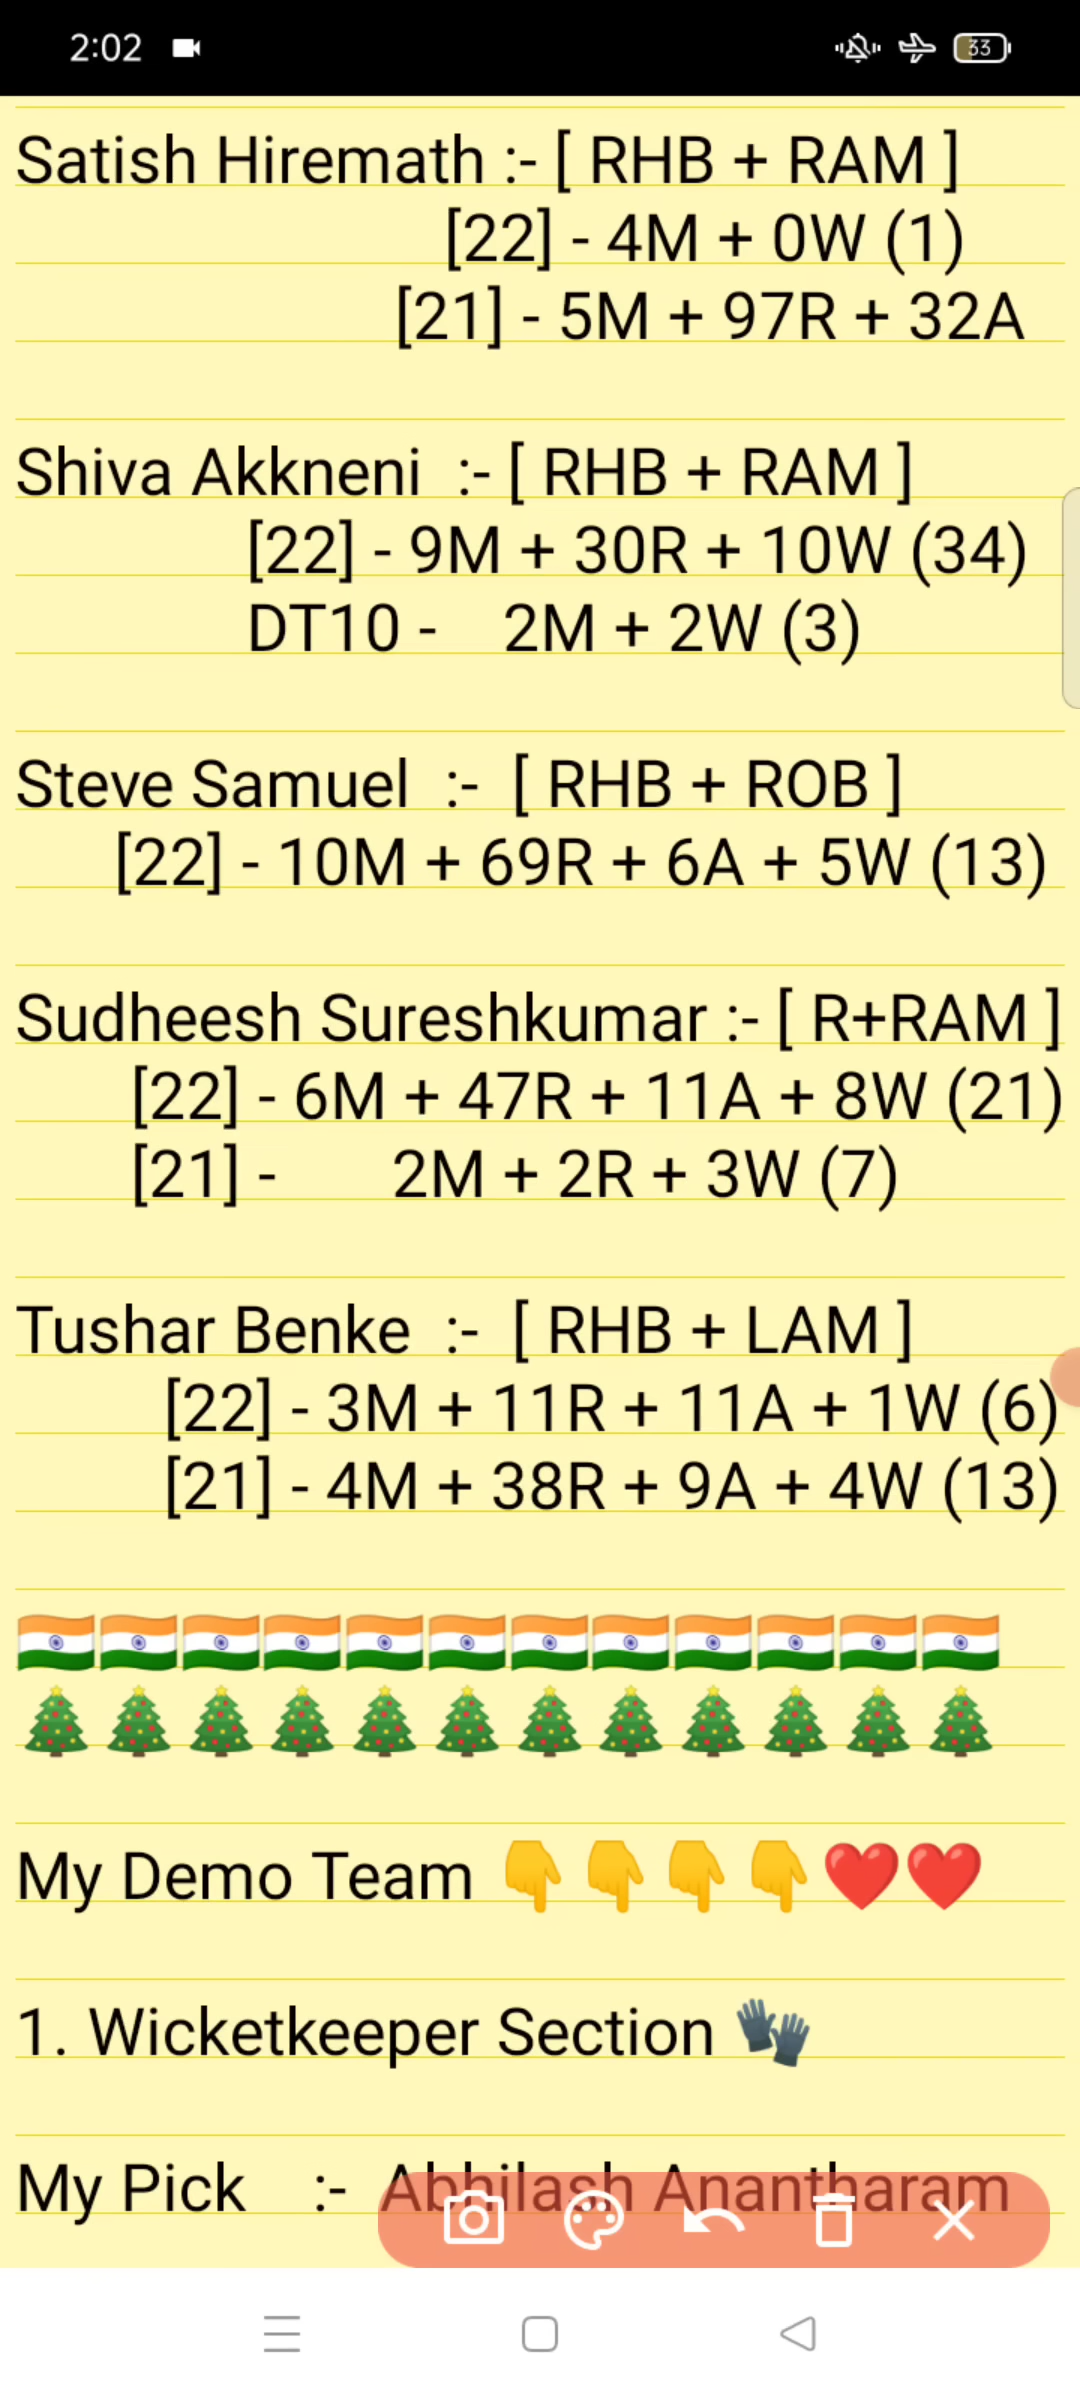 2:02
33
Satish Hiremath :- [ RHB + RAM ]
[22] - 4M + 0W (1)
[21] - 5M + 97R + 32A
Shiva Akkneni :- [ RHB + RAM ]
[22] - 9M + 30R + 10W (34)
DT10 - 2M + 2W (3)
Steve Samuel :- [ RHB + ROB ]
[22] - 10M + 69R + 6A + 5W (13)
Sudheesh Sureshkumar :- [ R+RAM ]
[22] - 6M + 47R + 11A + 8W (21)
[21] - 2M + 2R + 3W (7)
Tushar Benke :- [ RHB + LAM ]
[22] - 3M + 11R + 11A + 1W (6)
[21] - 4M + 38R + 9A + 4W (13)
My Demo Team 👇👇👇👇❤️❤️
1. Wicketkeeper Section 🧤
My Pick :- Abhilash Anantharam